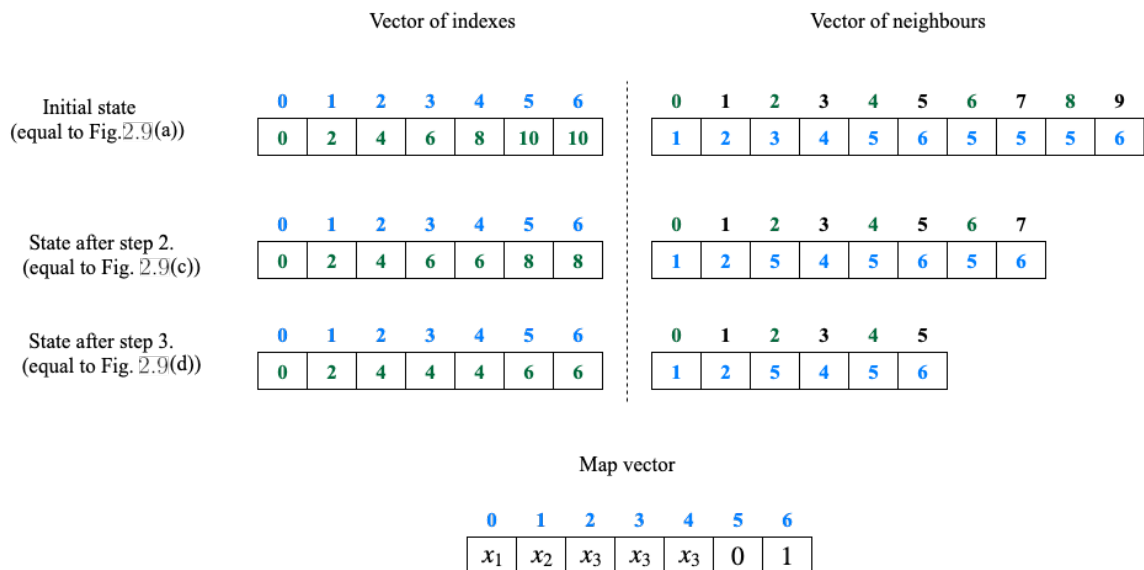 Vector of indexes Vector of neighbours
Initial state
(equal to Fig.2.9(a))
0 1 2 3 4 5 6
0 2 4 6 8 10 10
0 1 2 3 4 5 6 7 8 9
1 2 3 4 5 6 5 5 5 6
State after step 2.
(equal to Fig. 2.9(c))
0 1 2 3 4 5 6
0 2 4 6 6 8 8
0 1 2 3 4 5 6 7
1 2 5 4 5 6 5 6
State after step 3.
(equal to Fig. 2.9(d))
0 1 2 3 4 5 6
0 2 4 4 4 6 6
0 1 2 3 4 5
1 2 5 4 5 6
Map vector
0 1 2 3 4 5 6
x₁ x₂ x₃ x₃ x₃ 0 1